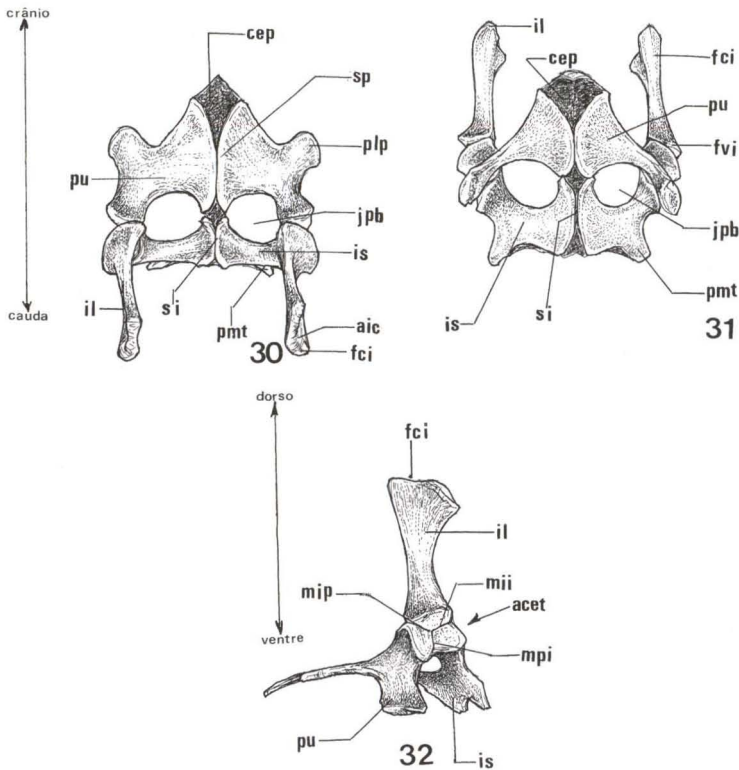 crânio
cauda
cep
sp
plp
pu
jpb
is
il
si
pmt
aic
fci
30
il
cep
fci
pu
fvi
jpb
pmt
is
si
31
dorso
ventre
fci
il
mip
mii
acet
mpi
pu
is
32